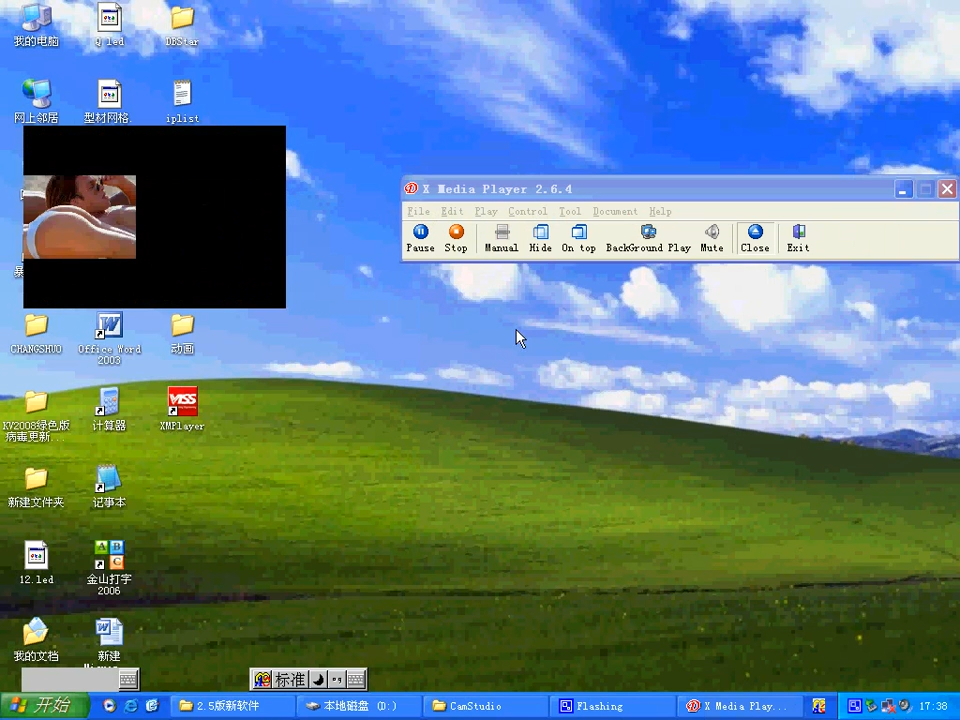 我的电脑
Q.led
DBStar
网上邻居
型材网格
iplist
X Media Player 2.6.4
File Edit Play Control Tool Document Help
Pause Stop Manual Hide On top BackGround Play Mute Close Exit
CHANGSHUO
Office Word 2003
动画
KV2008绿色版
病毒更新...
计算器
XMPlayer
VISS
新建文件夹
记事本
12.led
A B C
金山打字
2006
我的文档
新建
标准
开始
2.5版新软件
本地磁盘 (D:)
CamStudio
Flashing
X Media Play...
17:38